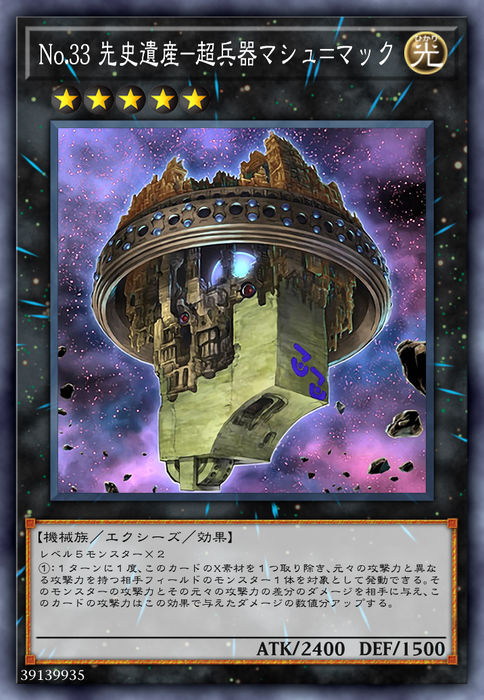 No.33 先史遺産-超兵器マシュ=マック
光
ひかり
【機械族／エクシーズ／効果】
レベル5モンスター×2
①：1ターンに1度、このカードのX素材を1つ取り除き、元々の攻撃力と異な
る攻撃力を持つ相手フィールドのモンスター1体を対象として発動できる。そ
のモンスターの攻撃力とその元々の攻撃力の差分のダメージを相手に与え、こ
のカードの攻撃力はこの効果で与えたダメージの数値分アップする。
ATK/2400 DEF/1500
39139935